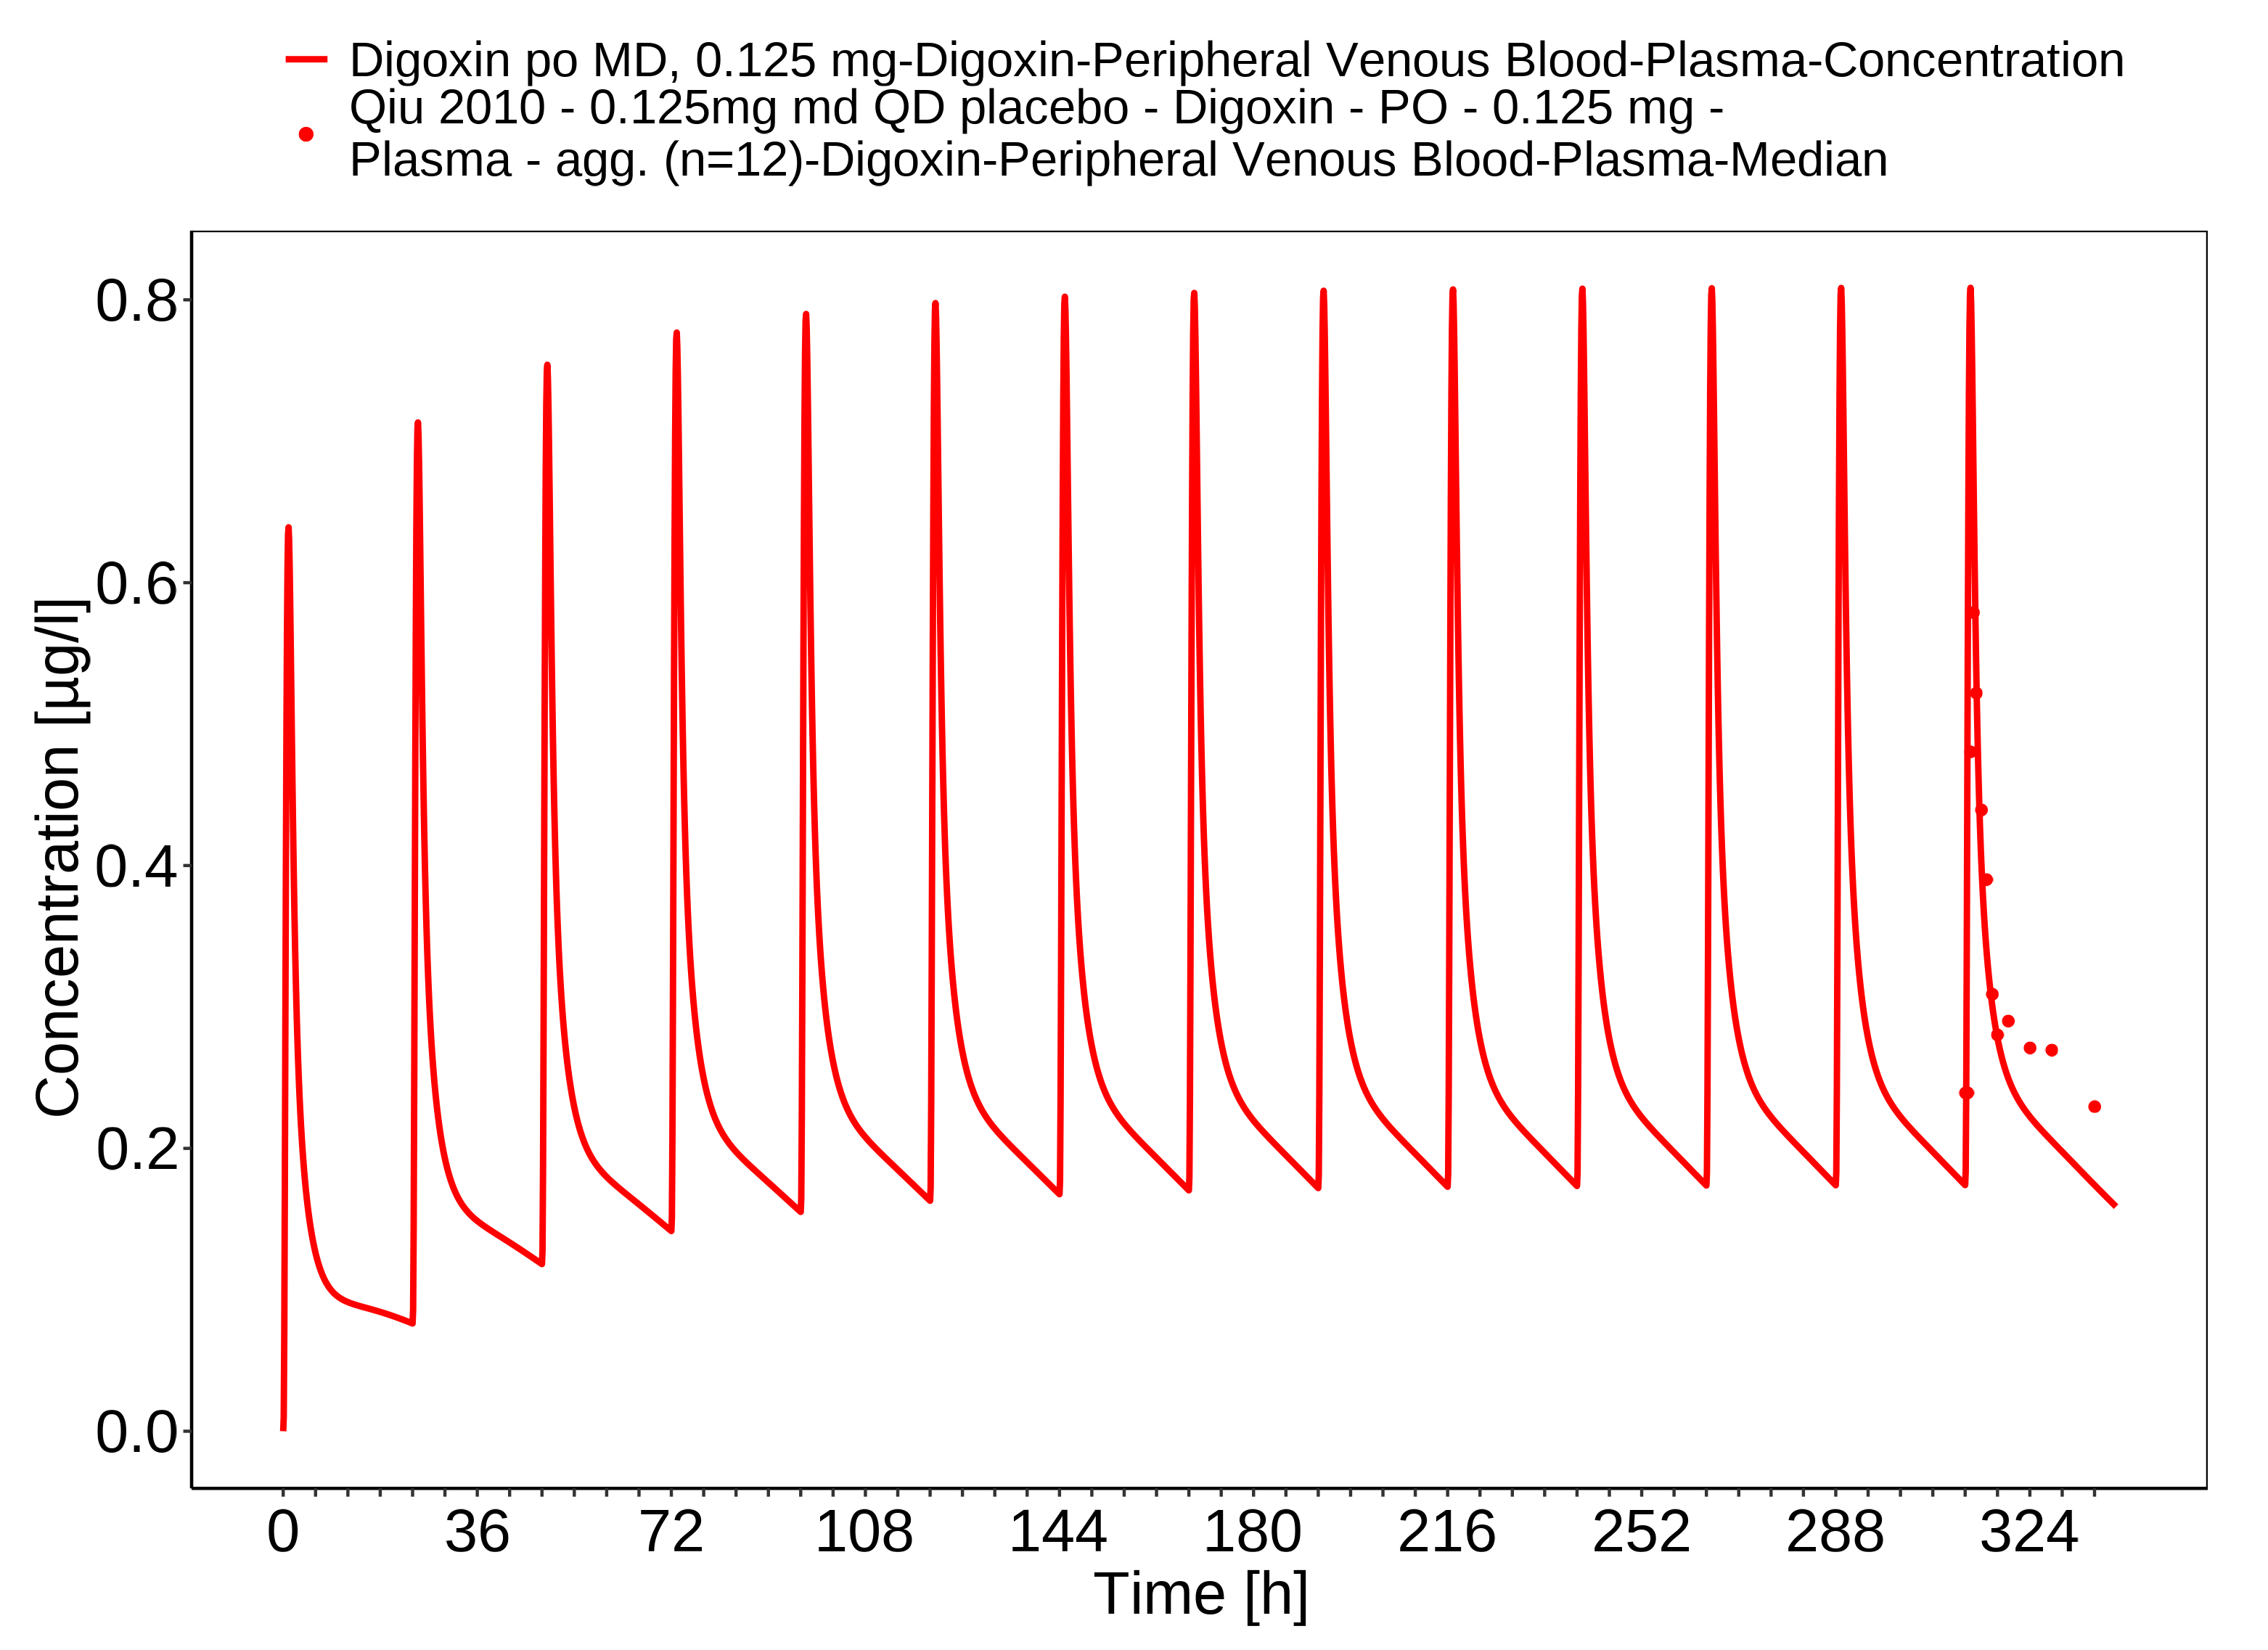 Digoxin po MD, 0.125 mg-Digoxin-Peripheral Venous Blood-Plasma-Concentration
Qiu 2010 - 0.125mg md QD placebo - Digoxin - PO - 0.125 mg -
Plasma - agg. (n=12)-Digoxin-Peripheral Venous Blood-Plasma-Median
Concentration [µg/l]
0.8
0.6
0.4
0.2
0.0
0 36 72 108 144 180 216 252 288 324
Time [h]